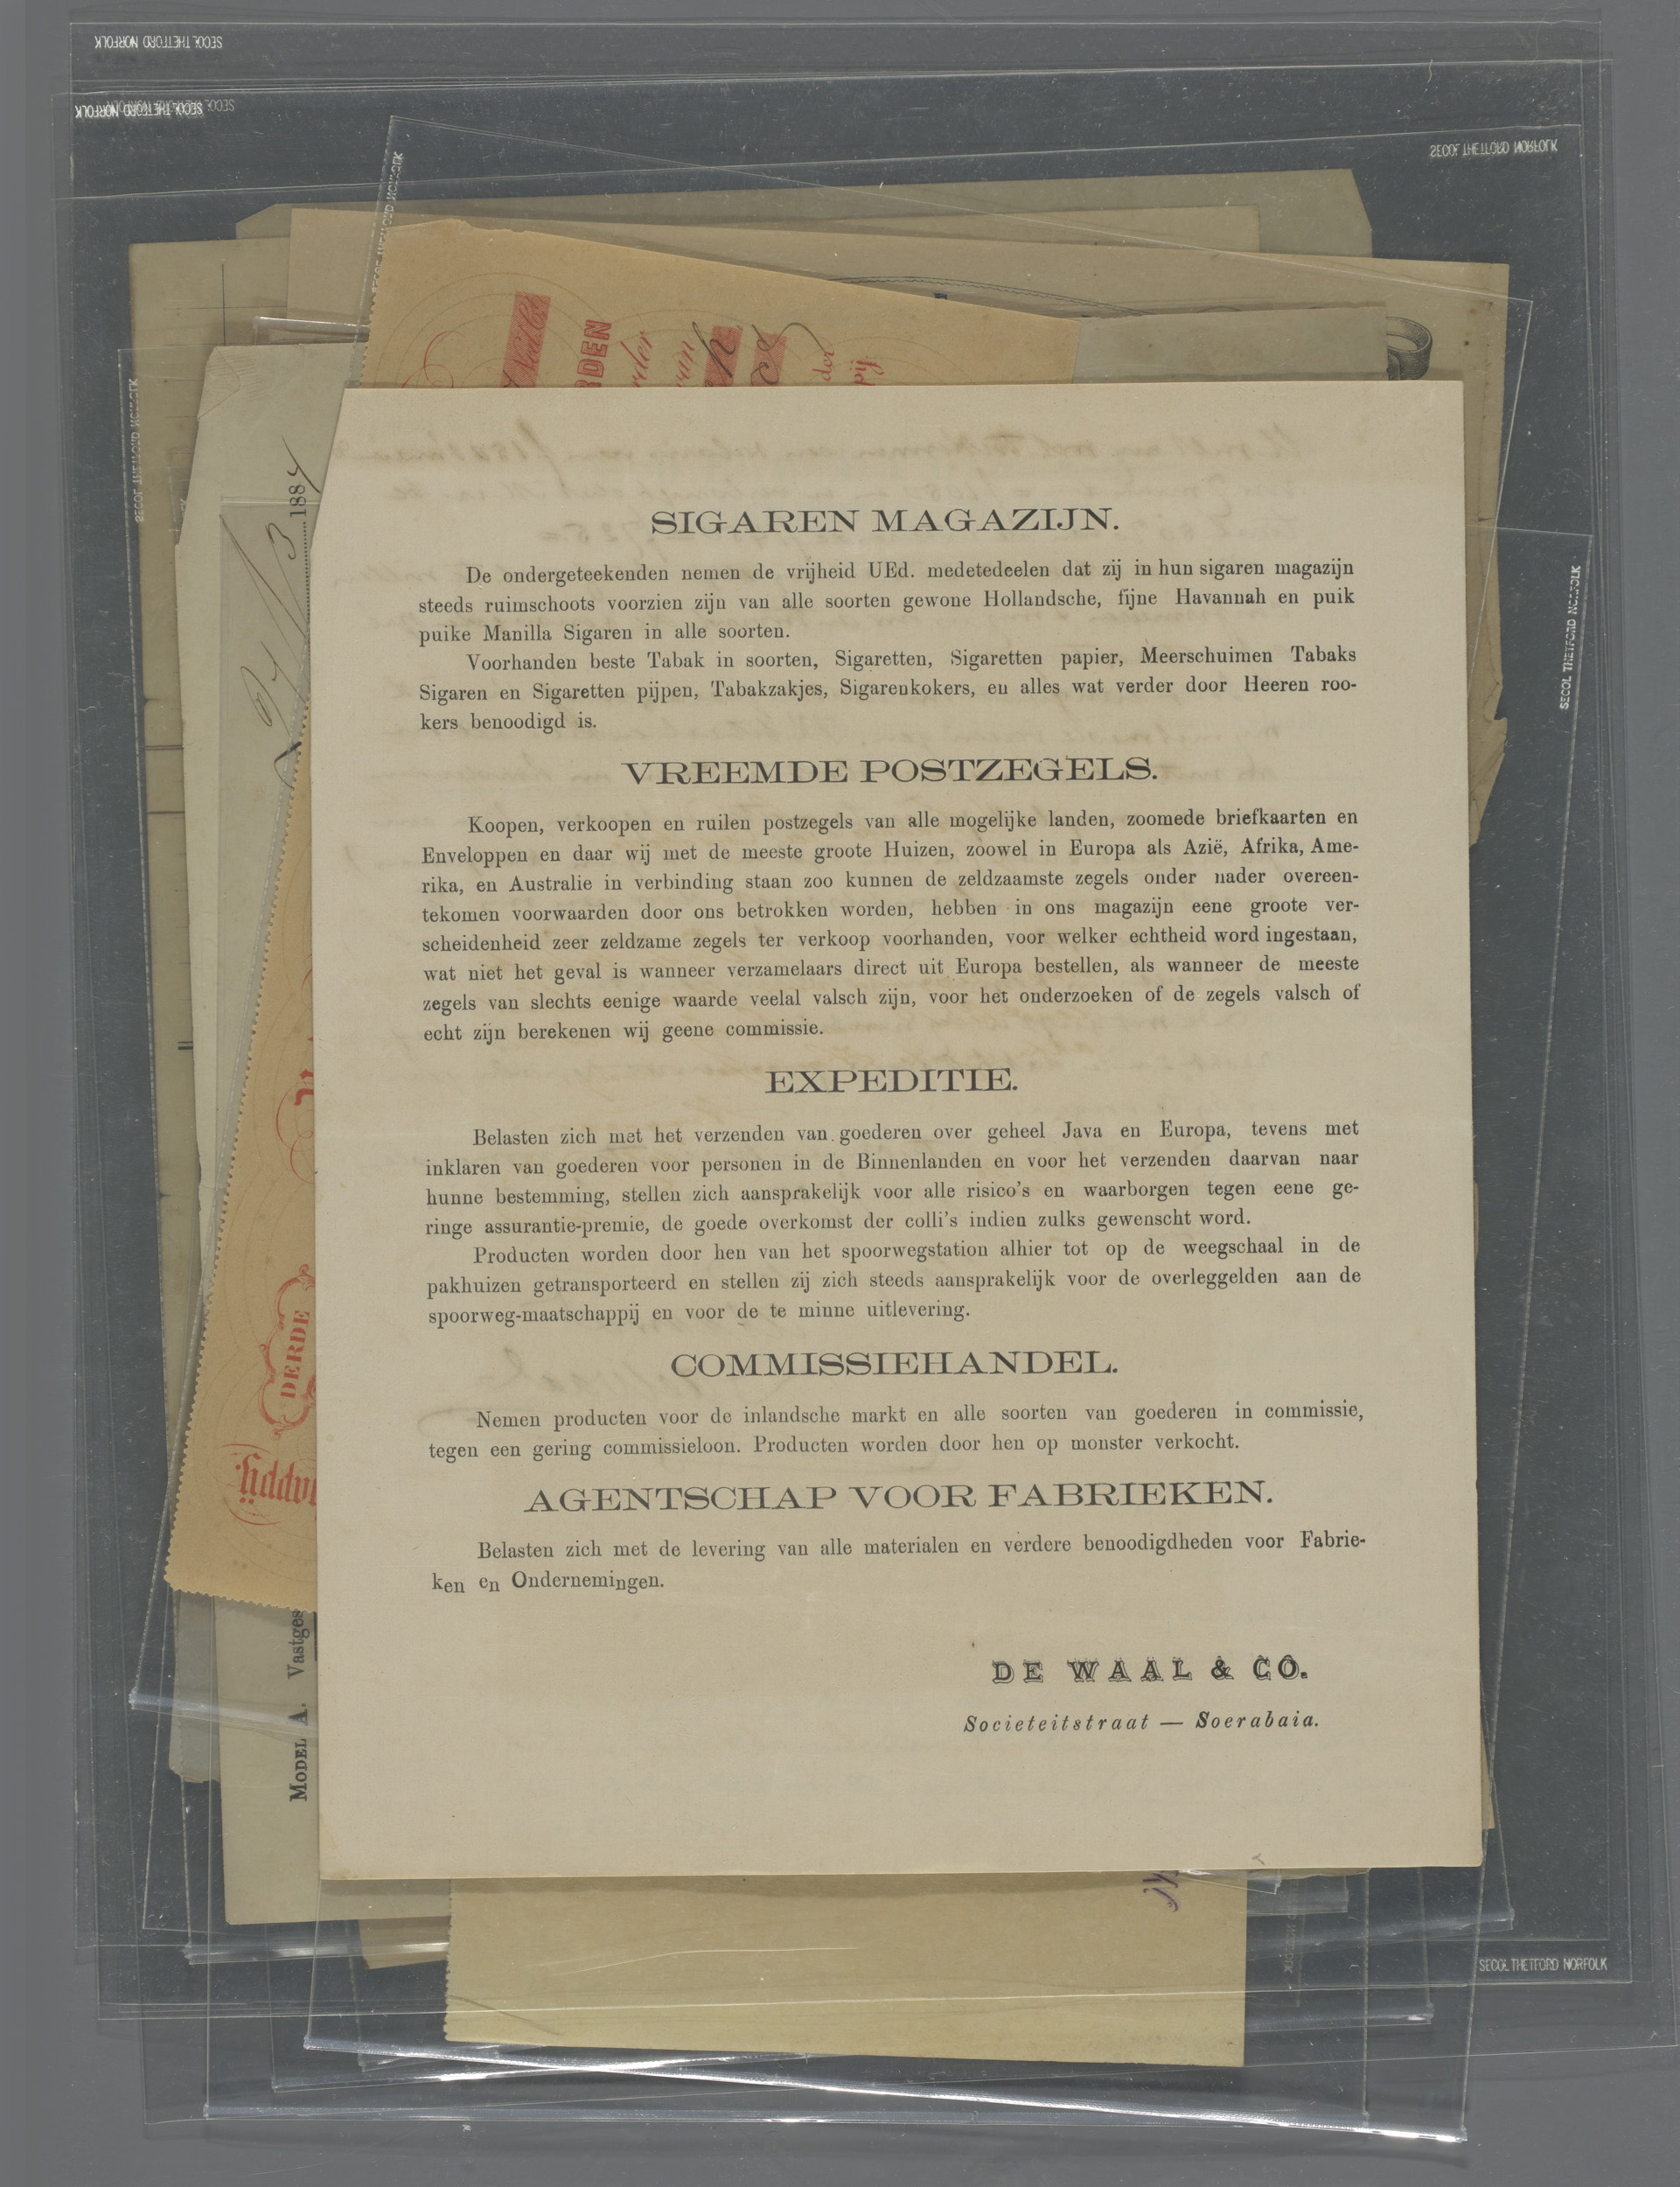 SECOL THETFORD NORFOLK
SECOL THETFORD NORFOLK
SECOL THETFORD NORFOLK
RDEN
der
pij.
188
SIGAREN MAGAZIJN.
De ondergeteekenden nemen de vrijheid UEd. medetedeelen dat zij in hun sigaren magazijn
steeds ruimschoots voorzien zijn van alle soorten gewone Hollandsche, fijne Havannah en puik
puike Manilla Sigaren in alle soorten.
Voorhanden beste Tabak in soorten, Sigaretten, Sigaretten papier, Meerschuimen Tabaks
Sigaren en Sigaretten pijpen, Tabakzakjes, Sigarenkokers, en alles wat verder door Heeren roo-
kers benoodigd is.
VREEMDE POSTZEGELS.
Koopen, verkoopen en ruilen postzegels van alle mogelijke landen, zoomede briefkaarten en
Enveloppen en daar wij met de meeste groote Huizen, zoowel in Europa als Azië, Afrika, Ame-
rika, en Australie in verbinding staan zoo kunnen de zeldzaamste zegels onder nader overeen-
tekomen voorwaarden door ons betrokken worden, hebben in ons magazijn eene groote ver-
scheidenheid zeer zeldzame zegels ter verkoop voorhanden, voor welker echtheid word ingestaan,
wat niet het geval is wanneer verzamelaars direct uit Europa bestellen, als wanneer de meeste
zegels van slechts eenige waarde veelal valsch zijn, voor het onderzoeken of de zegels valsch of
echt zijn berekenen wij geene commissie.
EXPEDITIE.
Belasten zich met het verzenden van goederen over geheel Java en Europa, tevens met
inklaren van goederen voor personen in de Binnenlanden en voor het verzenden daarvan naar
hunne bestemming, stellen zich aansprakelijk voor alle risico's en waarborgen tegen eene ge-
ringe assurantie-premie, de goede overkomst der colli's indien zulks gewenscht word.
Producten worden door hen van het spoorwegstation alhier tot op de weegschaal in de
pakhuizen getransporteerd en stellen zij zich steeds aansprakelijk voor de overleggelden aan de
spoorweg-maatschappij en voor de te minne uitlevering.
COMMISSIEHANDEL.
Nemen producten voor de inlandsche markt en alle soorten van goederen in commissie,
tegen een gering commissieloon. Producten worden door hen op monster verkocht.
AGENTSCHAP VOOR FABRIEKEN.
Belasten zich met de levering van alle materialen en verdere benoodigdheden voor Fabrie-
ken en Ondernemingen.
DE WAAL & CO.
Societeitstraat — Soerabaia.
DERDE
appij.
MODEL A. Vastges
SECOL THETFORD NORFOLK
SECOL THETFORD NORFOLK